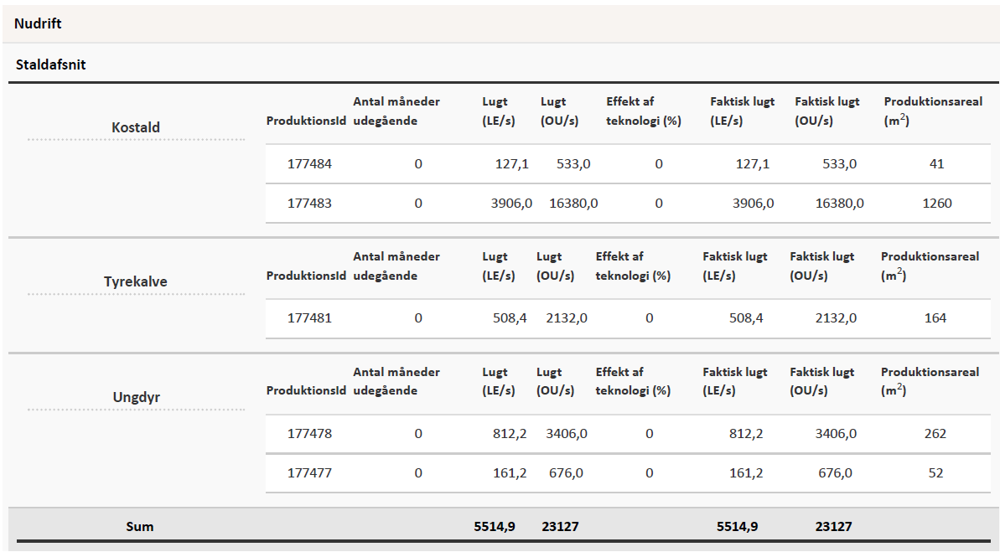 Nudrift
Staldafsnit
Kostald
ProduktionsId Antal måneder udegående Lugt (LE/s) Lugt (OU/s) Effekt af teknologi (%) Faktisk lugt (LE/s) Faktisk lugt (OU/s) Produktionsareal (m²)
177484 0 127,1 533,0 0 127,1 533,0 41
177483 0 3906,0 16380,0 0 3906,0 16380,0 1260
Tyrekalve
ProduktionsId Antal måneder udegående Lugt (LE/s) Lugt (OU/s) Effekt af teknologi (%) Faktisk lugt (LE/s) Faktisk lugt (OU/s) Produktionsareal (m²)
177481 0 508,4 2132,0 0 508,4 2132,0 164
Ungdyr
ProduktionsId Antal måneder udegående Lugt (LE/s) Lugt (OU/s) Effekt af teknologi (%) Faktisk lugt (LE/s) Faktisk lugt (OU/s) Produktionsareal (m²)
177478 0 812,2 3406,0 0 812,2 3406,0 262
177477 0 161,2 676,0 0 161,2 676,0 52
Sum 5514,9 23127 5514,9 23127